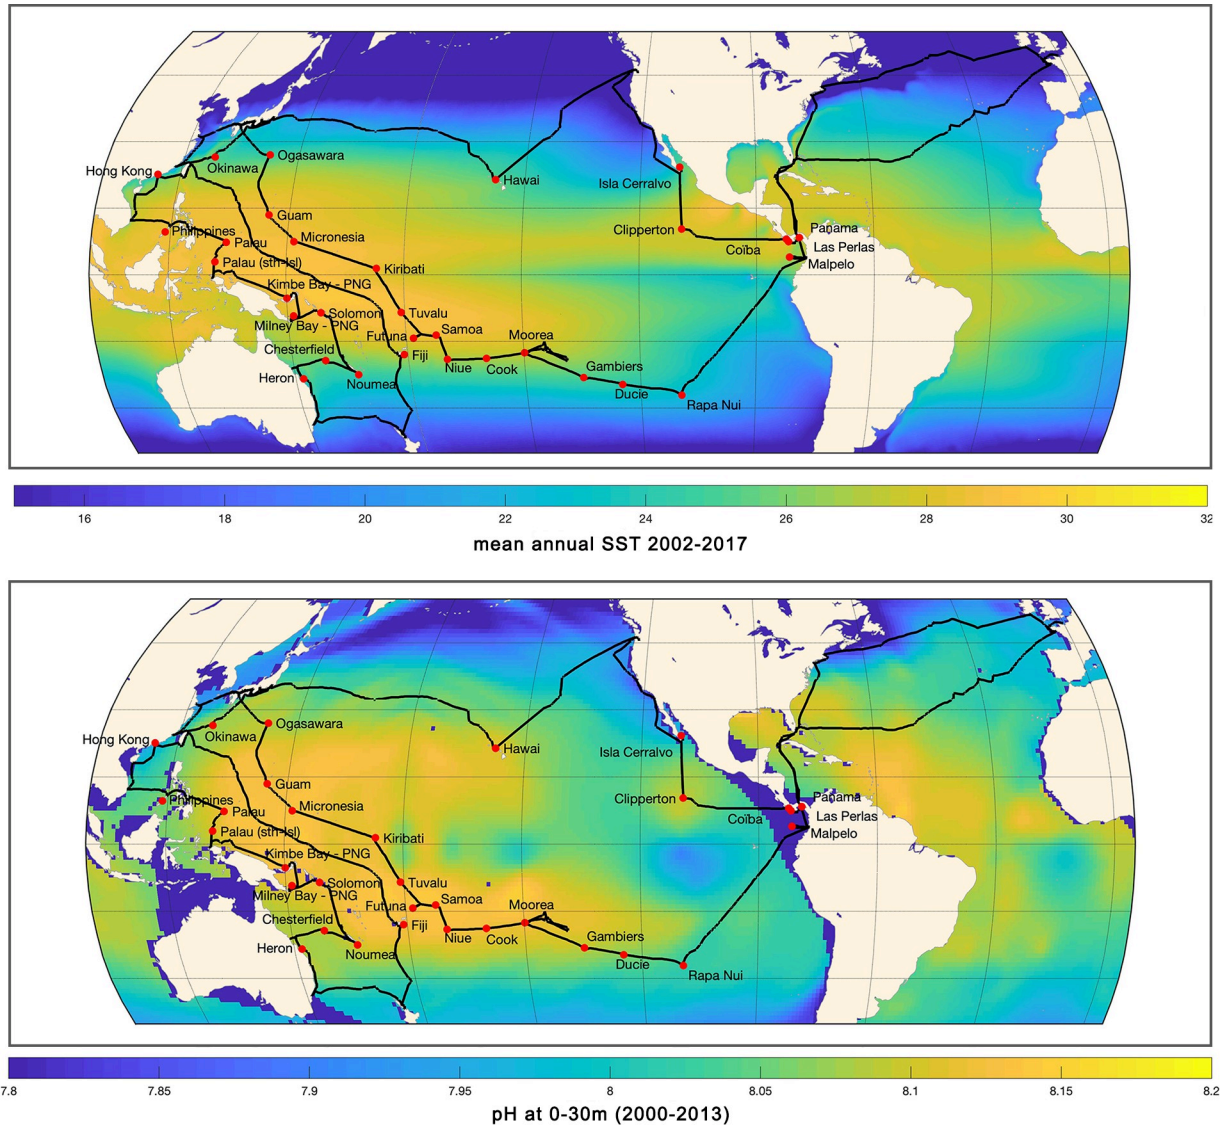 Hong Kong
Okinawa
Ogasawara
Hawai
Isla Cerralvo
Guam
Clipperton
Panama
Philippines
Palau
Micronesia
Coïba
Las Perlas
Malpelo
Palau (sth-Isl)
Kiribati
Kimbe Bay - PNG
Solomon
Tuvalu
Milney Bay - PNG
Futuna
Samoa
Moorea
Chesterfield
Fiji
Niue
Cook
Gambiers
Heron
Noumea
Ducie
Rapa Nui
16 18 20 22 24 26 28 30 32
mean annual SST 2002-2017
Hong Kong
Okinawa
Ogasawara
Hawai
Isla Cerralvo
Guam
Clipperton
Panama
Philippines
Palau
Micronesia
Coïba
Las Perlas
Malpelo
Palau (sth-Isl)
Kiribati
Kimbe Bay - PNG
Solomon
Tuvalu
Milney Bay - PNG
Futuna
Samoa
Moorea
Chesterfield
Fiji
Niue
Cook
Gambiers
Heron
Noumea
Ducie
Rapa Nui
7.8 7.85 7.9 7.95 8 8.05 8.1 8.15 8.2
pH at 0-30m (2000-2013)